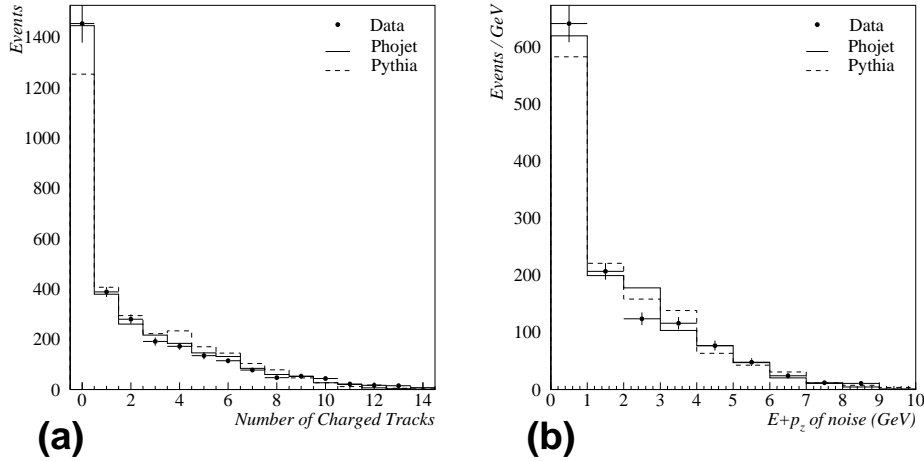 Events
1400
1200
1000
800
600
400
200
0
0 2 4 6 8 10 12 14
Number of Charged Tracks
Data
Phojet
Pythia
(a)
Events / GeV
600
500
400
300
200
100
0
0 1 2 3 4 5 6 7 8 9 10
E+p_z of noise (GeV)
Data
Phojet
Pythia
(b)